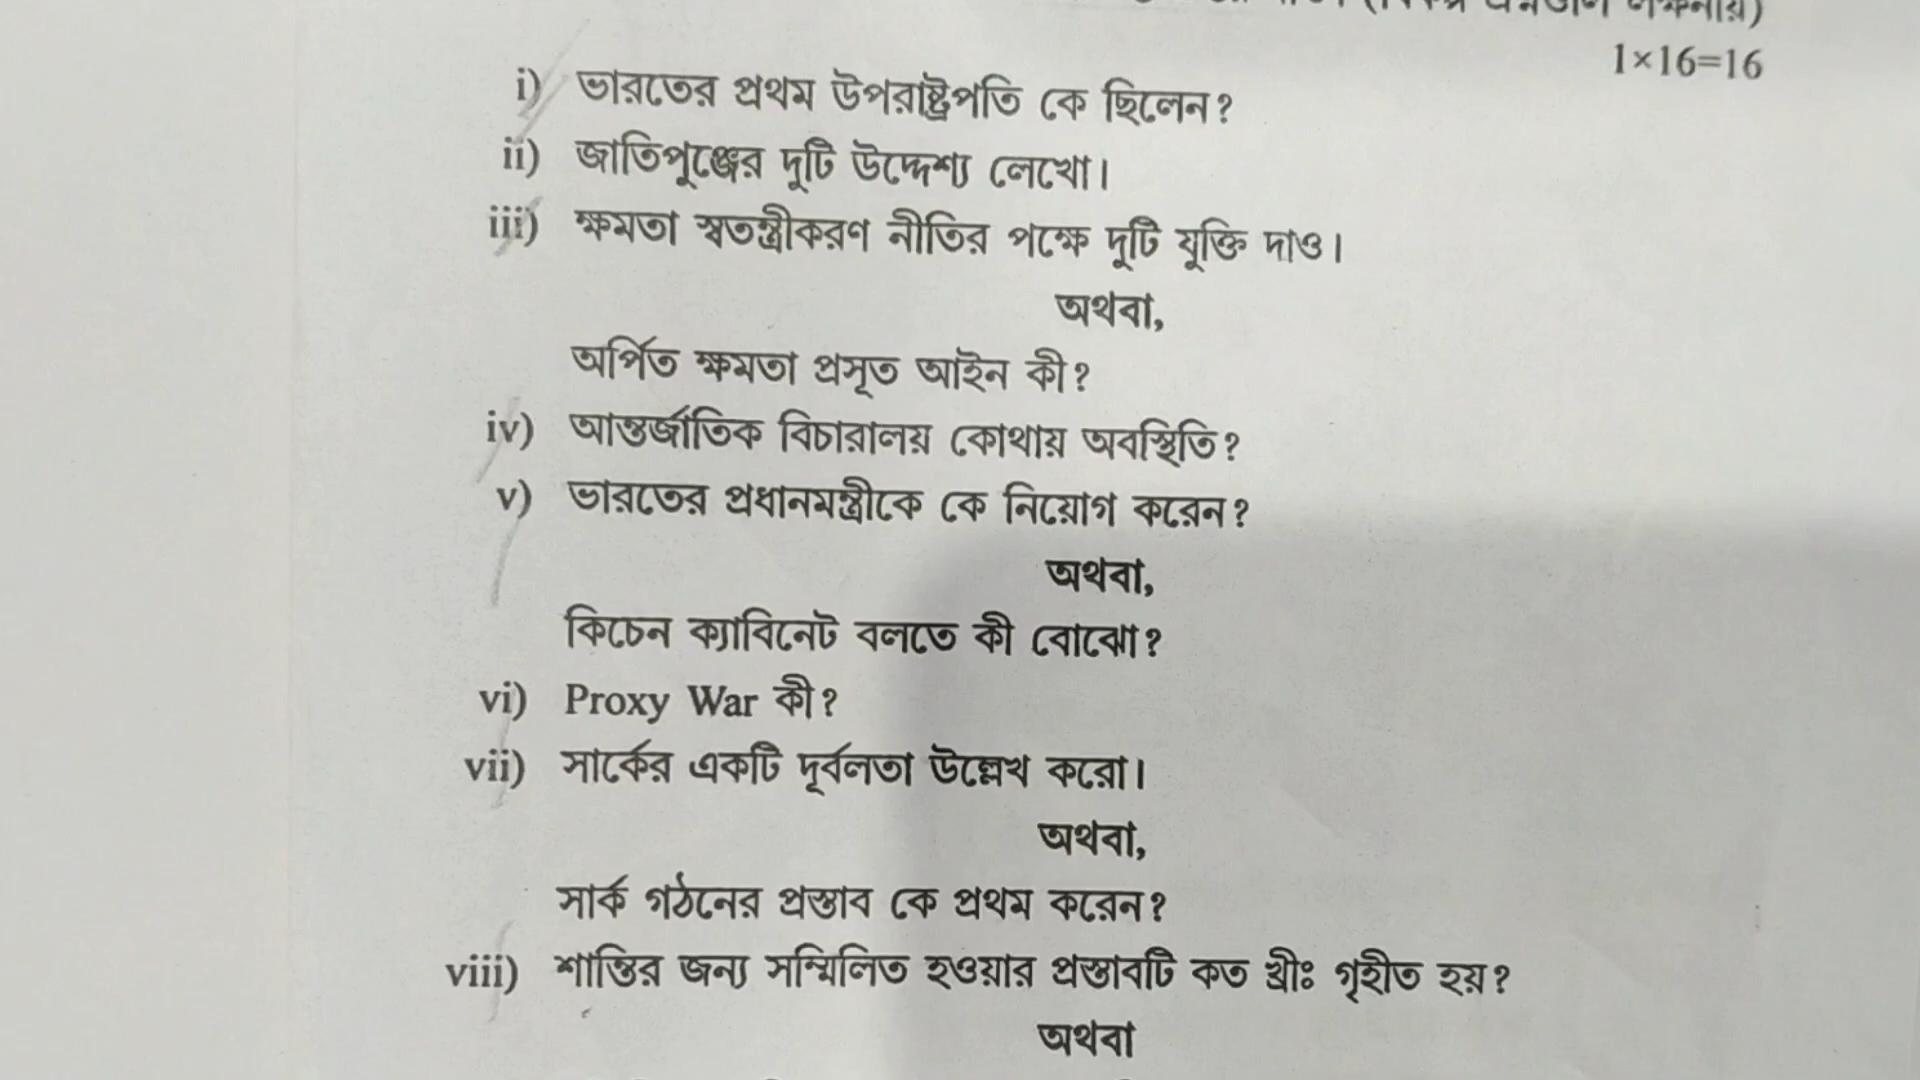 1×16=16
i) ভারতের প্রথম উপরাষ্ট্রপতি কে ছিলেন?
ii) জাতিপুঞ্জের দুটি উদ্দেশ্য লেখো।
iii) ক্ষমতা স্বতন্ত্রীকরণ নীতির পক্ষে দুটি যুক্তি দাও।
অথবা,
অর্পিত ক্ষমতা প্রসূত আইন কী?
iv) আন্তর্জাতিক বিচারালয় কোথায় অবস্থিতি?
v) ভারতের প্রধানমন্ত্রীকে কে নিয়োগ করেন?
অথবা,
কিচেন ক্যাবিনেট বলতে কী বোঝো?
vi) Proxy War কী?
vii) সার্কের একটি দূর্বলতা উল্লেখ করো।
অথবা,
সার্ক গঠনের প্রস্তাব কে প্রথম করেন?
viii) শান্তির জন্য সম্মিলিত হওয়ার প্রস্তাবটি কত খ্রীঃ গৃহীত হয়?
অথবা